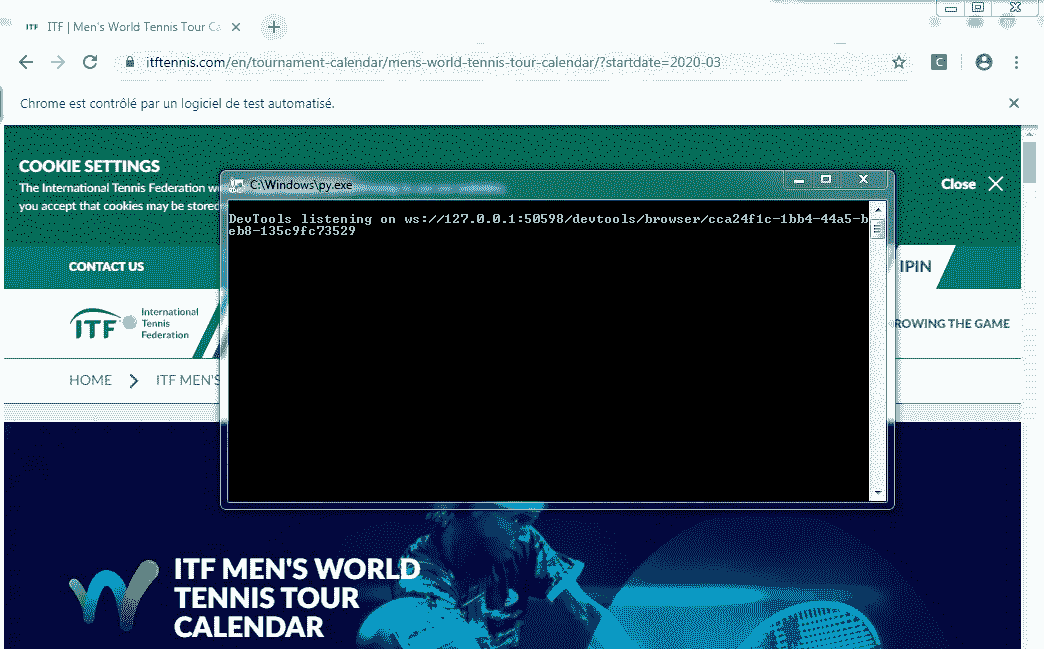 ITF | Men's World Tennis Tour Ca
itftennis.com/en/tournament-calendar/mens-world-tennis-tour-calendar/?startdate=2020-03
C
Chrome est contrôlé par un logiciel de test automatisé.
COOKIE SETTINGS
The International Tennis Federation
you accept that cookies may be stored
Close
C:\Windows\py.exe
DevTools listening on ws://127.0.0.1:50598/devtools/browser/cca24f1c-1bb4-44a5-b
eb8-135c9fc73529
CONTACT US
IPIN
ITF
International
Tennis
Federation
ROWING THE GAME
HOME
ITF MEN'S
ITF MEN'S WORLD
TENNIS TOUR
CALENDAR